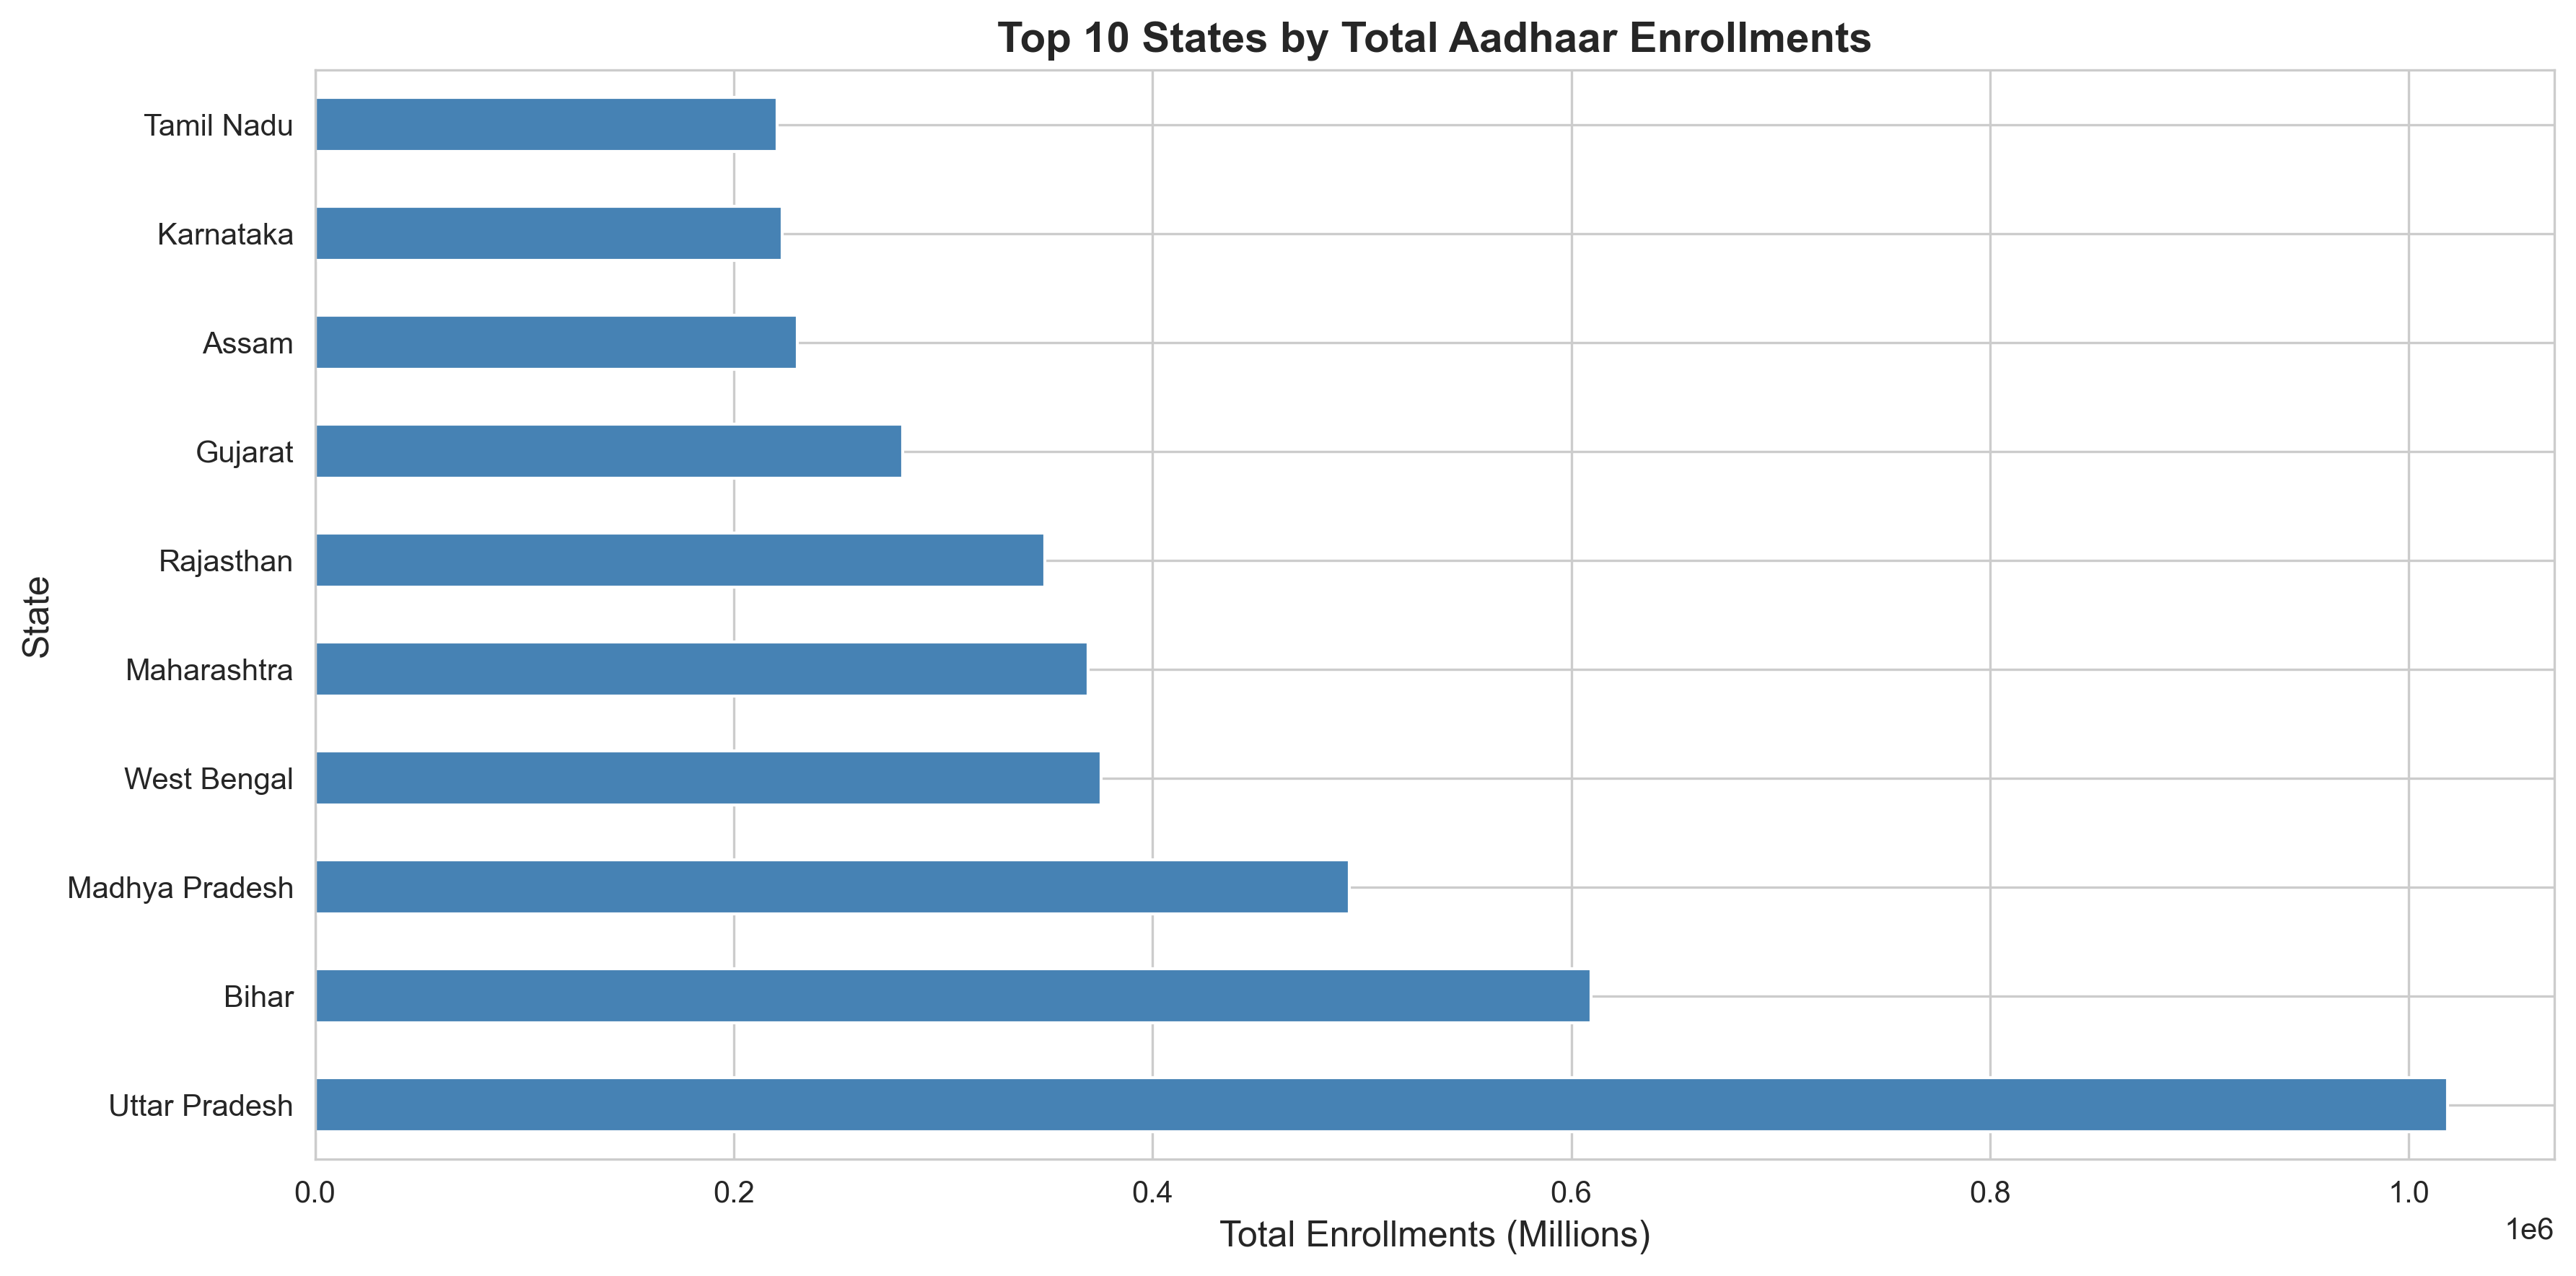 Top 10 States by Total Aadhaar Enrollments
Tamil Nadu
Karnataka
Assam
Gujarat
Rajasthan
Maharashtra
West Bengal
Madhya Pradesh
Bihar
Uttar Pradesh
State
0.0 0.2 0.4 0.6 0.8 1.0
1e6
Total Enrollments (Millions)